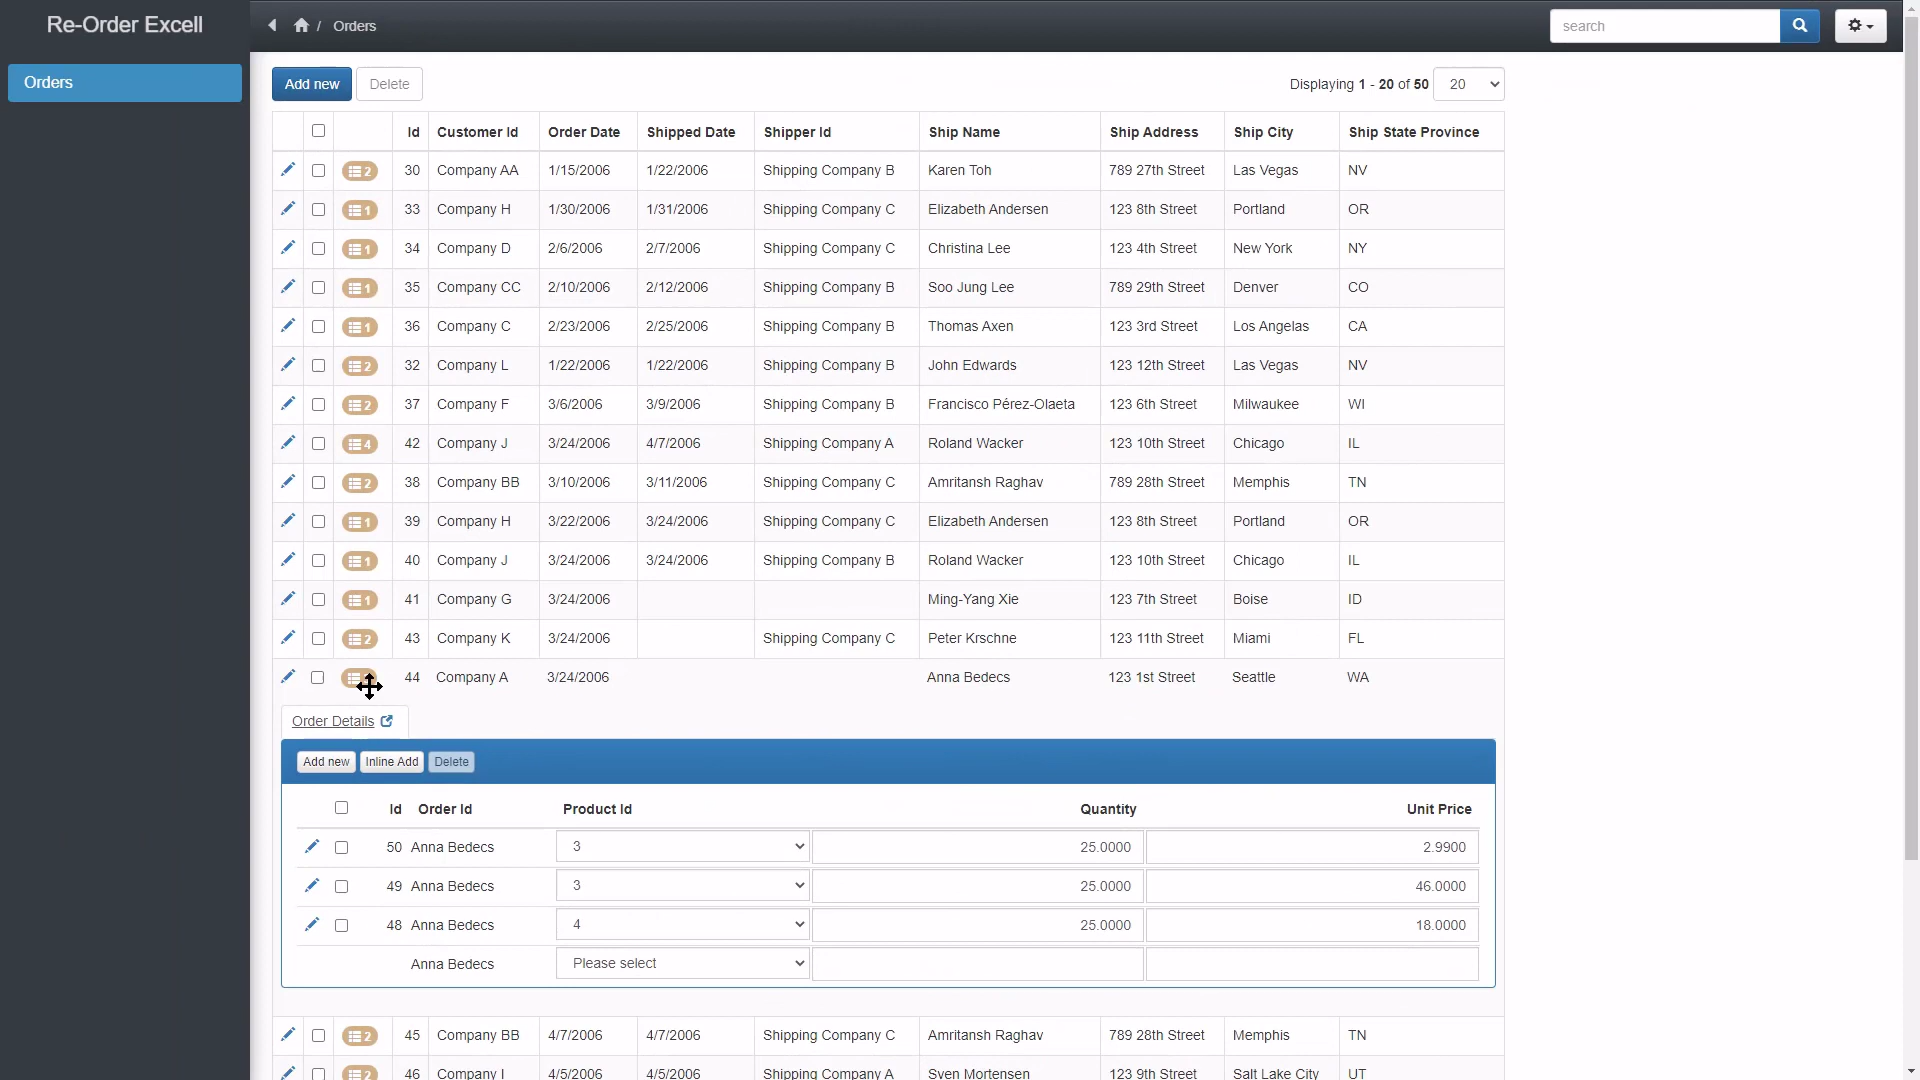 Re-Order Excell
/ Orders
search
Orders
Add new Delete Displaying 1 - 20 of 50 20
Id Customer Id Order Date Shipped Date Shipper Id Ship Name Ship Address Ship City Ship State Province
2 30 Company AA 1/15/2006 1/22/2006 Shipping Company B Karen Toh 789 27th Street Las Vegas NV
1 33 Company H 1/30/2006 1/31/2006 Shipping Company C Elizabeth Andersen 123 8th Street Portland OR
1 34 Company D 2/6/2006 2/7/2006 Shipping Company C Christina Lee 123 4th Street New York NY
1 35 Company CC 2/10/2006 2/12/2006 Shipping Company B Soo Jung Lee 789 29th Street Denver CO
1 36 Company C 2/23/2006 2/25/2006 Shipping Company B Thomas Axen 123 3rd Street Los Angelas CA
2 32 Company L 1/22/2006 1/22/2006 Shipping Company B John Edwards 123 12th Street Las Vegas NV
2 37 Company F 3/6/2006 3/9/2006 Shipping Company B Francisco Pérez-Olaeta 123 6th Street Milwaukee WI
4 42 Company J 3/24/2006 4/7/2006 Shipping Company A Roland Wacker 123 10th Street Chicago IL
2 38 Company BB 3/10/2006 3/11/2006 Shipping Company C Amritansh Raghav 789 28th Street Memphis TN
1 39 Company H 3/22/2006 3/24/2006 Shipping Company C Elizabeth Andersen 123 8th Street Portland OR
1 40 Company J 3/24/2006 3/24/2006 Shipping Company B Roland Wacker 123 10th Street Chicago IL
1 41 Company G 3/24/2006 Ming-Yang Xie 123 7th Street Boise ID
2 43 Company K 3/24/2006 Shipping Company C Peter Krschne 123 11th Street Miami FL
44 Company A 3/24/2006 Anna Bedecs 123 1st Street Seattle WA
Order Details
Add new Inline Add Delete
Id Order Id Product Id Quantity Unit Price
50 Anna Bedecs 3 25.0000 2.9900
49 Anna Bedecs 3 25.0000 46.0000
48 Anna Bedecs 4 25.0000 18.0000
Anna Bedecs Please select
2 45 Company BB 4/7/2006 4/7/2006 Shipping Company C Amritansh Raghav 789 28th Street Memphis TN
2 46 Company I 4/5/2006 4/5/2006 Shipping Company A Sven Mortensen 123 9th Street Salt Lake City UT